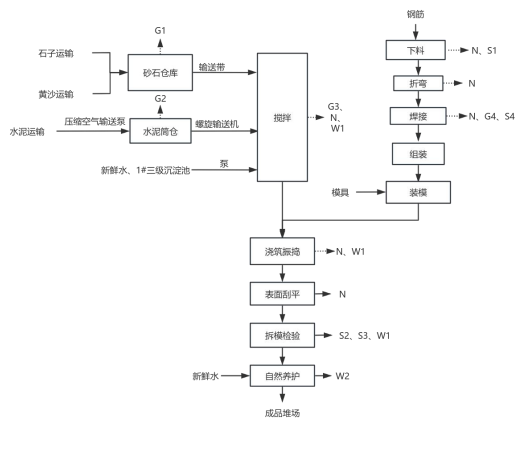 钢筋
G1
石子运输
砂石仓库
输送带
下料
N、S1
黄沙运输
折弯
N
G2
压缩空气输送泵
水泥运输
水泥筒仓
螺旋输送机
搅拌
G3、
N、
W1
焊接
N、G4、S4
组装
新鲜水、1#三级沉淀池
泵
模具
装模
浇筑振捣
N、W1
表面刮平
N
拆模检验
S2、S3、W1
新鲜水
自然养护
W2
成品堆场